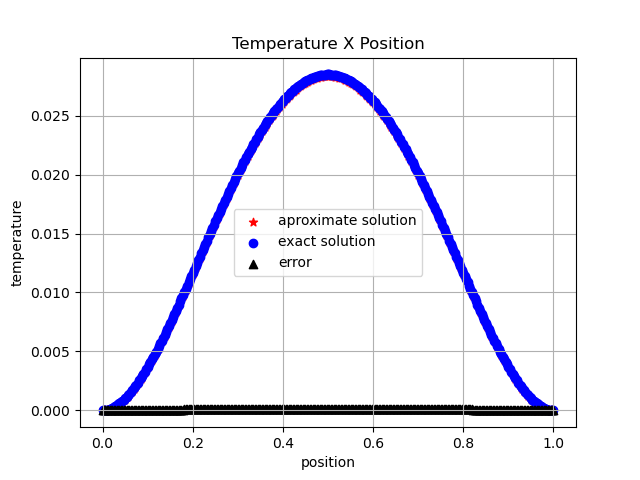 Temperature X Position
temperature
0.025
0.020
0.015
0.010
0.005
0.000
aproximate solution
exact solution
error
0.0 0.2 0.4 0.6 0.8 1.0
position